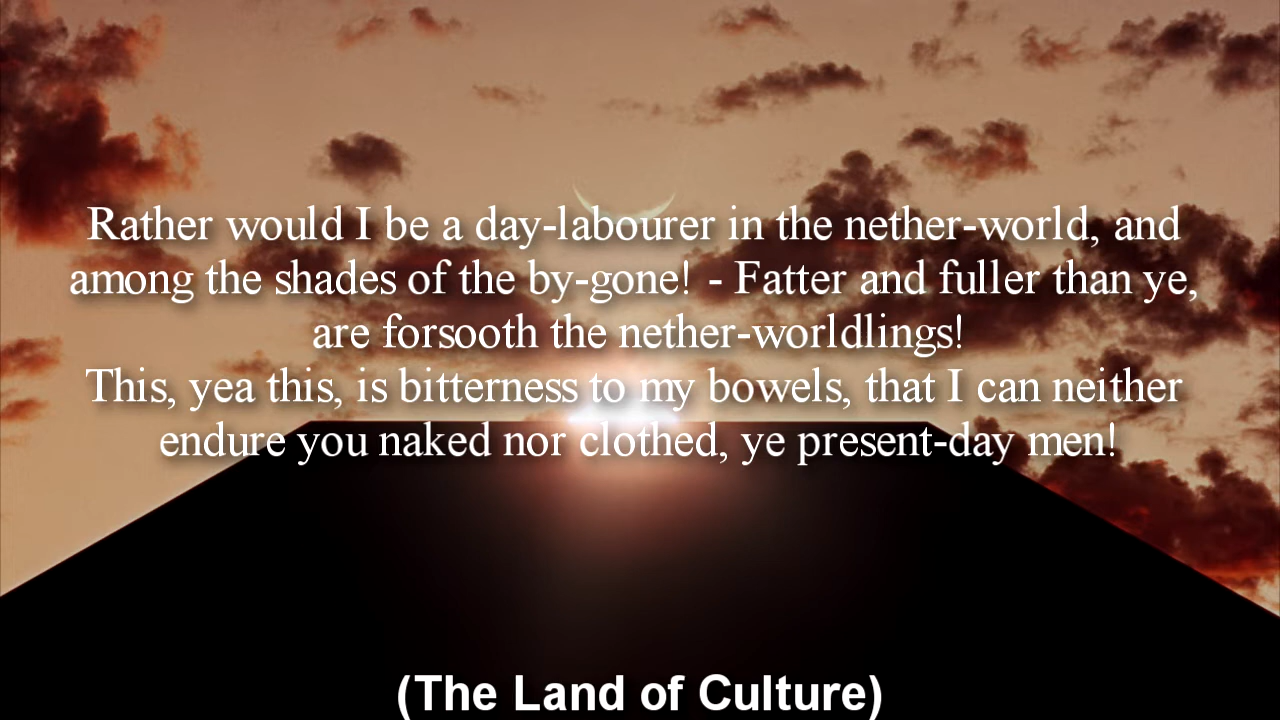 Rather would I be a day-labourer in the nether-world, and
among the shades of the by-gone! - Fatter and fuller than ye,
are forsooth the nether-worldlings!
This, yea this, is bitterness to my bowels, that I can neither
endure you naked nor clothed, ye present-day men!
(The Land of Culture)